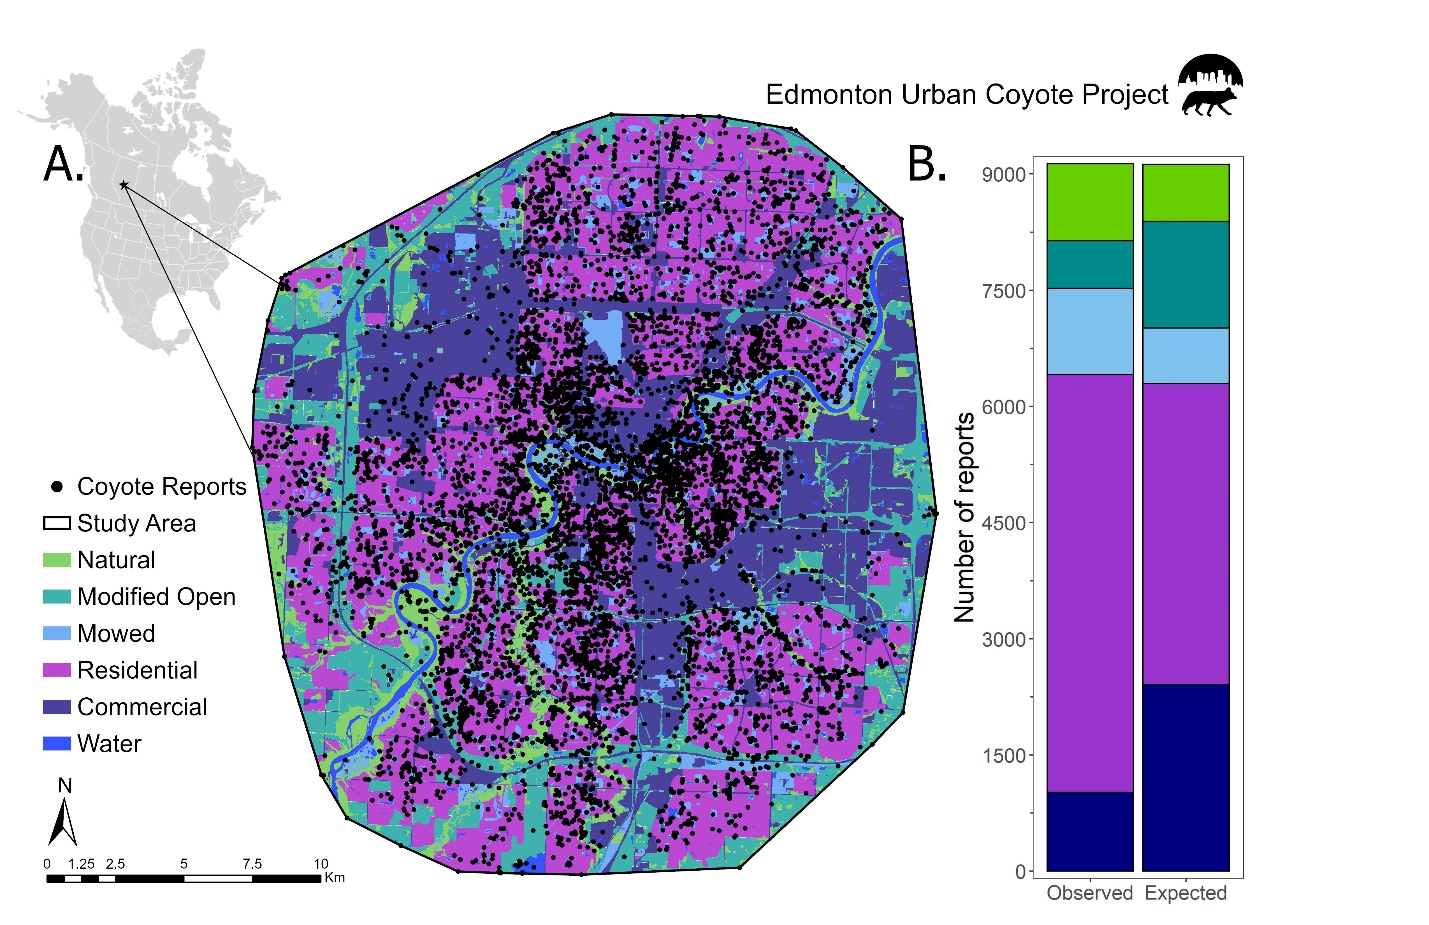 Edmonton Urban Coyote Project
A.
B.
Coyote Reports
Study Area
Natural
Modified Open
Mowed
Residential
Commercial
Water
N
0 1.25 2.5 5 7.5 10
Km
Number of reports
9000
7500
6000
4500
3000
1500
0
Observed Expected